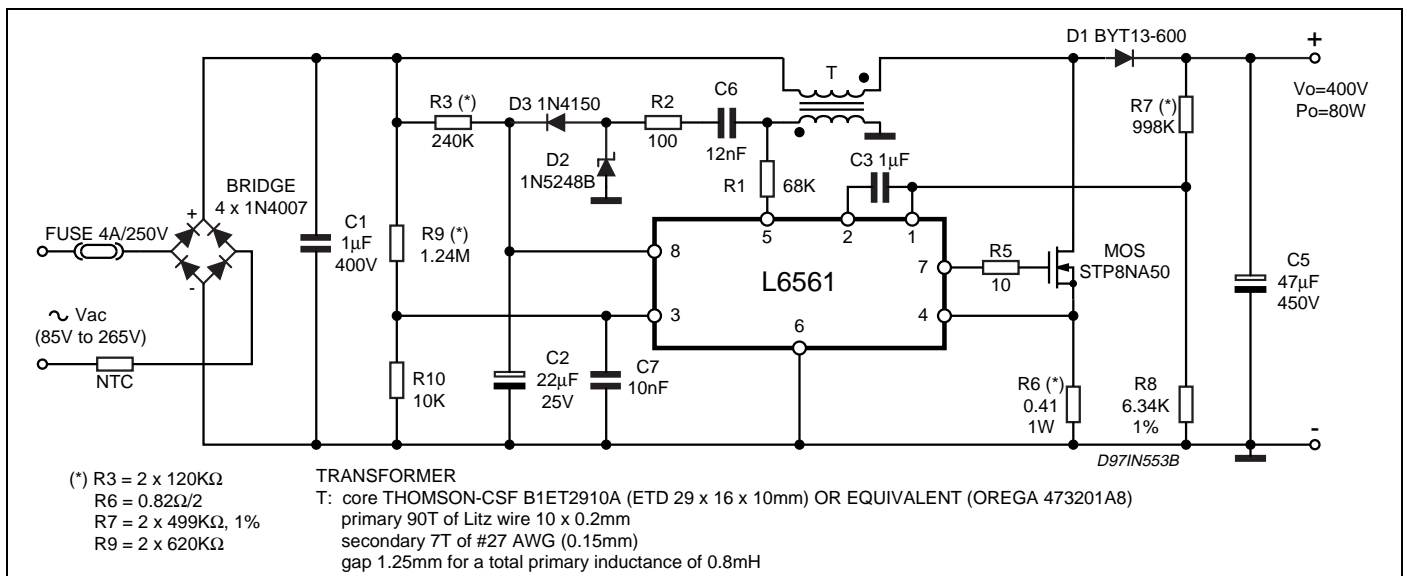 D1 BYT13-600
+
T
Vo=400V
Po=80W
R3 (*)
240K
D3 1N4150
R2
100
C6
12nF
R7 (*)
998K
D2
1N5248B
C3 1µF
R1
68K
BRIDGE
4 x 1N4007
+
-
FUSE 4A/250V
C1
1µF
400V
R9 (*)
1.24M
5
2
1
8
7
3
4
6
L6561
R5
10
MOS
STP8NA50
C5
47µF
450V
Vac
(85V to 265V)
NTC
R10
10K
C2
22µF
25V
C7
10nF
R6 (*)
0.41
1W
R8
6.34K
1%
-
D97IN553B
(*) R3 = 2 x 120KΩ
R6 = 0.82Ω/2
R7 = 2 x 499KΩ, 1%
R9 = 2 x 620KΩ
TRANSFORMER
T: core THOMSON-CSF B1ET2910A (ETD 29 x 16 x 10mm) OR EQUIVALENT (OREGA 473201A8)
primary 90T of Litz wire 10 x 0.2mm
secondary 7T of #27 AWG (0.15mm)
gap 1.25mm for a total primary inductance of 0.8mH